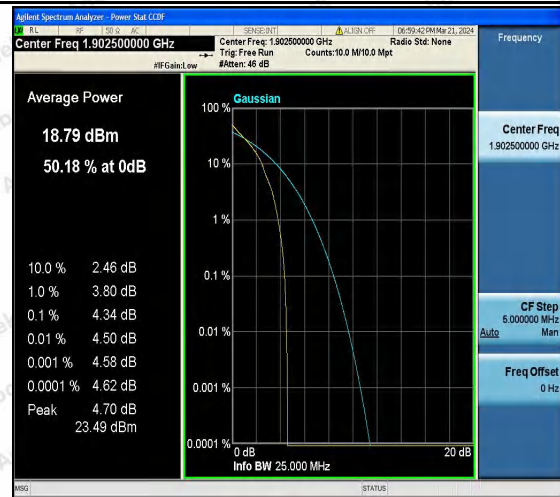 Agilent Spectrum Analyzer - Power Stat CCDF
RL RF 50 Ω AC SENSE:INT ALIGN OFF 06:59:42 PM Mar 21, 2024
Center Freq 1.902500000 GHz
Center Freq: 1.902500000 GHz Radio Std: None
Trig: Free Run Counts:10.0 M/10.0 Mpt
#IFGain:Low #Atten: 46 dB
Frequency
Average Power
18.79 dBm
50.18 % at 0dB
10.0 % 2.46 dB
1.0 % 3.80 dB
0.1 % 4.34 dB
0.01 % 4.50 dB
0.001 % 4.58 dB
0.0001 % 4.62 dB
Peak 4.70 dB
23.49 dBm
Gaussian
100 %
10 %
1 %
0.1 %
0.01 %
0.001 %
0.0001 %
0 dB 20 dB
Info BW 25.000 MHz
Center Freq
1.902500000 GHz
CF Step
5.000000 MHz
Auto Man
Freq Offset
0 Hz
MSG STATUS